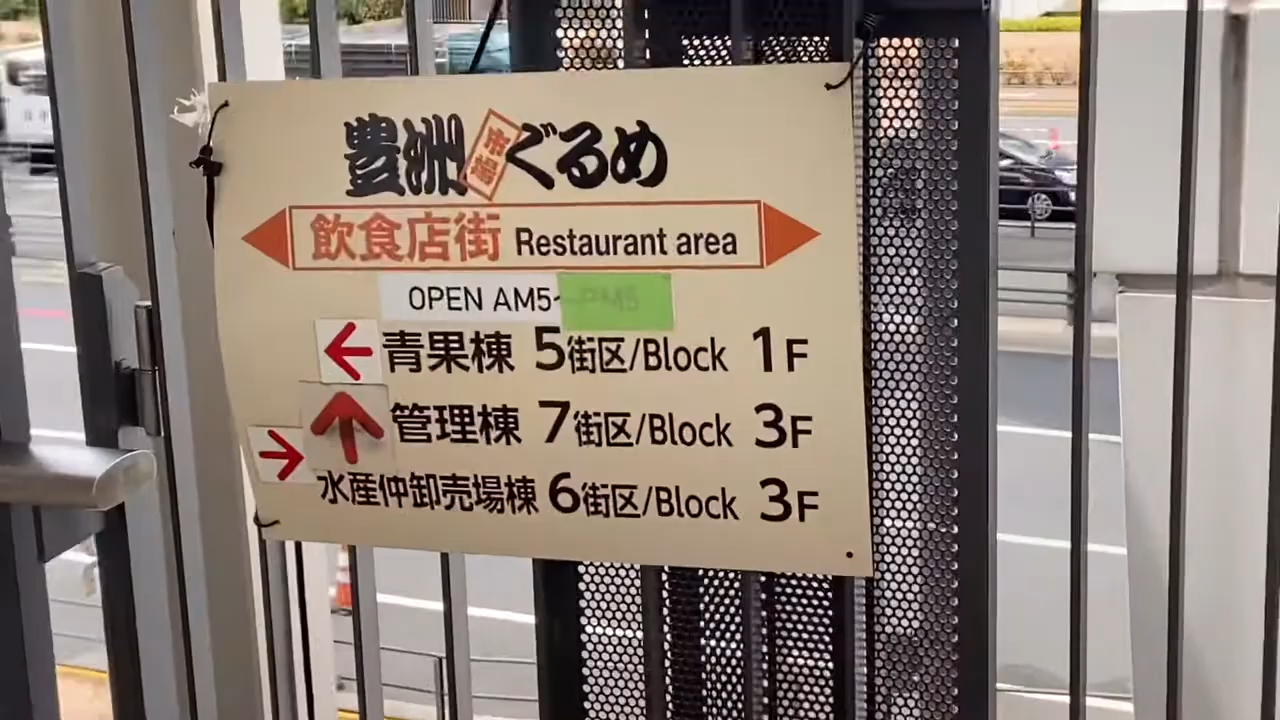 豊洲市場ぐるめ
飲食店街 Restaurant area
OPEN AM5~PM5
← 青果棟 5街区/Block 1F
↑ 管理棟 7街区/Block 3F
→ 水産仲卸売場棟 6街区/Block 3F